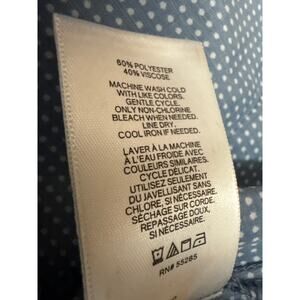 60% POLYESTER
40% VISCOSE
MACHINE WASH COLD
WITH LIKE COLORS.
GENTLE CYCLE.
ONLY NON-CHLORINE
BLEACH WHEN NEEDED.
LINE DRY.
COOL IRON IF NEEDED.
LAVER À LA MACHINE
À L'EAU FROIDE AVEC
COULEURS SIMILAIRES.
CYCLE DÉLICAT.
UTILISEZ SEULEMENT
DU JAVELLISANT SANS
CHLORE, SI NÉCESSAIRE.
SÉCHAGE SUR CORDE.
REPASSAGE DOUX,
SI NÉCESSAIRE.
RN# 55285